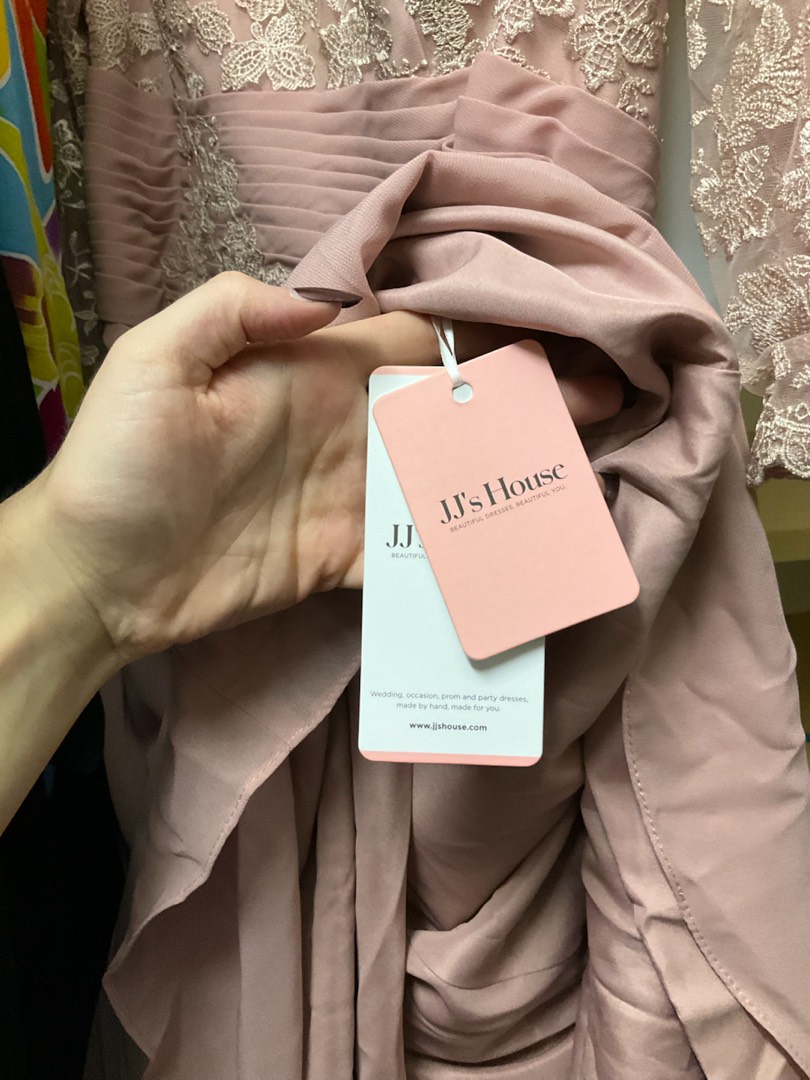 JJ's House
BEAUTIFUL DRESSES. BEAUTIFUL YOU.
JJ
BEAUTIFUL
Wedding, occasion, prom and party dresses,
made by hand, made for you.
www.jjshouse.com